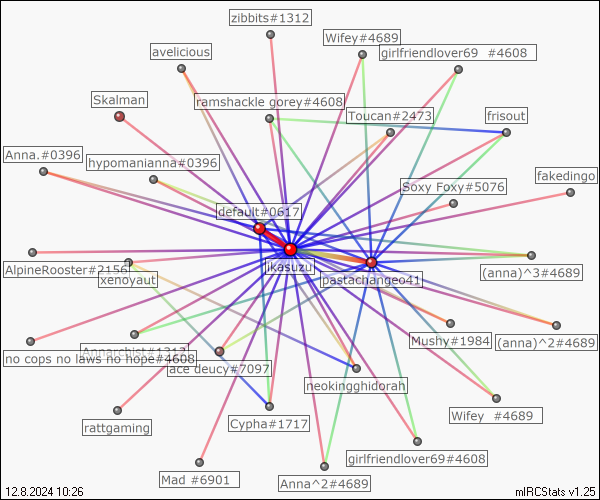 zibbits#1312
Wifey#4689
avelicious
girlfriendlover69 #4608
Skalman
ramshackle gorey#4608
Toucan#2473
frisout
Anna.#0396
hypomanianna#0396
Soxy Foxy#5076
fakedingo
default#0617
AlpineRooster#2156
xenoyaut
jikasuzu
pastachangeo41
(anna)^3#4689
no cops no laws no hope#4608
Annarchist#1312
ace deucy#7097
Mushy#1984
(anna)^2#4689
neokingghidorah
rattgaming
Cypha#1717
Wifey #4689
girlfriendlover69#4608
Mad #6901
Anna^2#4689
12.8.2024 10:26
mIRCStats v1.25